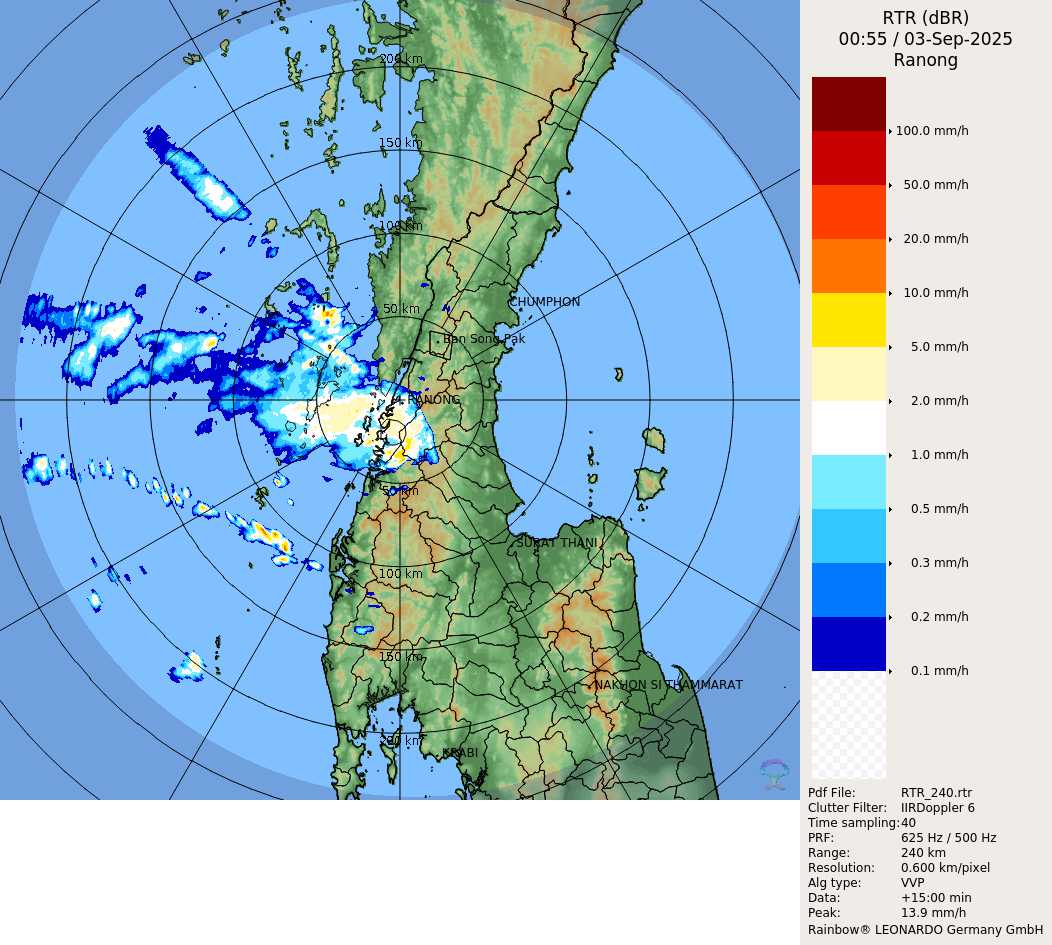 RTR (dBR)
00:55 / 03-Sep-2025
Ranong
100.0 mm/h
50.0 mm/h
20.0 mm/h
10.0 mm/h
5.0 mm/h
2.0 mm/h
1.0 mm/h
0.5 mm/h
0.3 mm/h
0.2 mm/h
0.1 mm/h
200 km
150 km
100 km
50 km
CHUMPHON
Ban Song Pak
RANONG
50 km
SURAT THANI
100 km
150 km
NAKHON SI THAMMARAT
200 km
KRABI
Pdf File: RTR_240.rtr
Clutter Filter: IIRDoppler 6
Time sampling: 40
PRF: 625 Hz / 500 Hz
Range: 240 km
Resolution: 0.600 km/pixel
Alg type: VVP
Data: +15:00 min
Peak: 13.9 mm/h
Rainbow® LEONARDO Germany GmbH